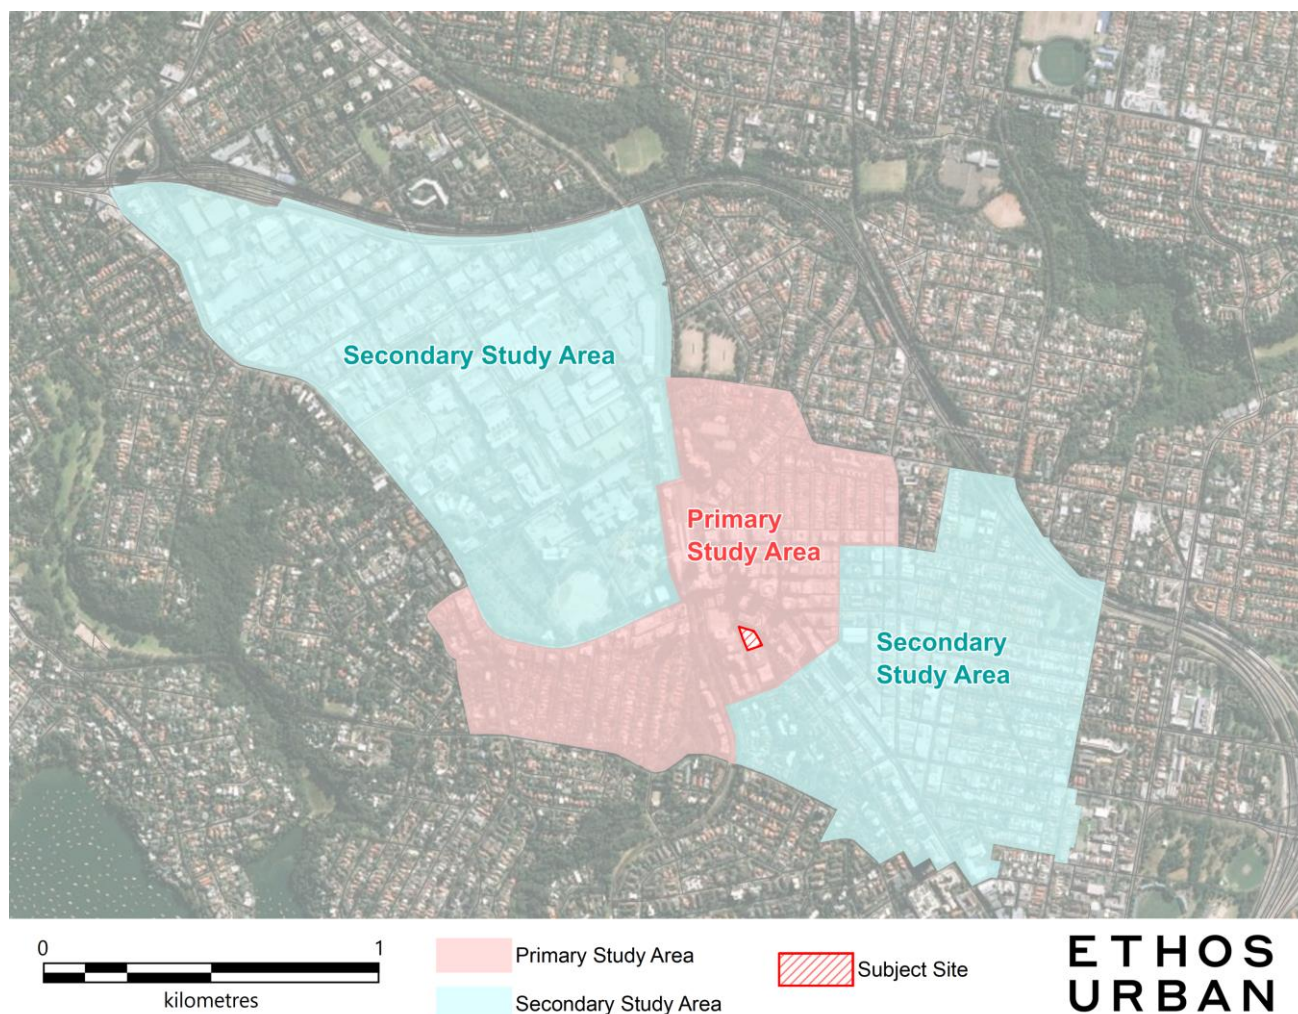 Secondary Study Area
Primary
Study Area
Secondary
Study Area
0 1
kilometres
Primary Study Area
Secondary Study Area
Subject Site
ETHOS
URBAN